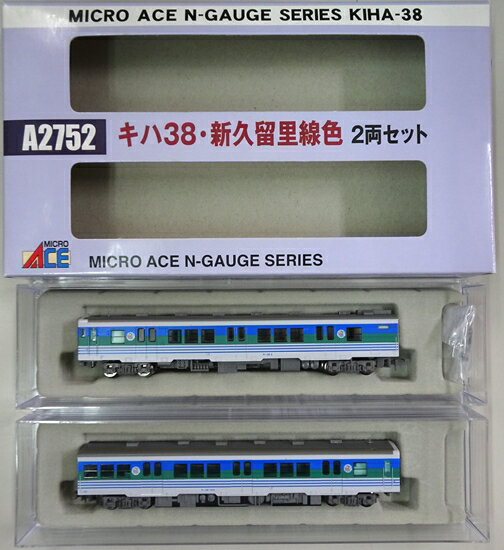 MICRO ACE N-GAUGE SERIES KIHA-38
A2752 キハ38・新久留里線色 2両セット
MICRO
ACE
MICRO ACE N-GAUGE SERIES